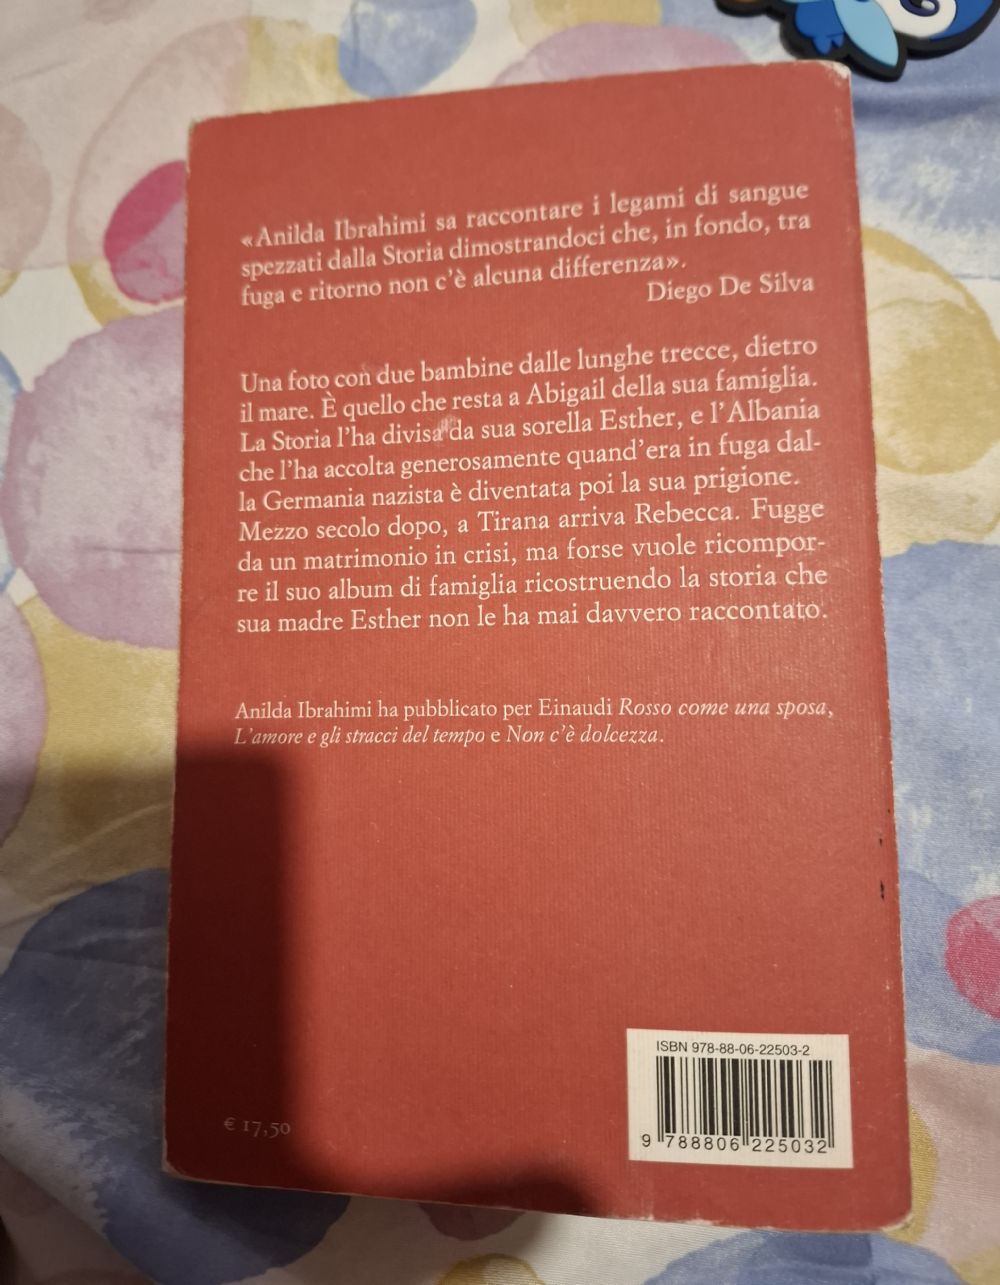 «Anilda Ibrahimi sa raccontare i legami di sangue
spezzati dalla Storia dimostrandoci che, in fondo, tra
fuga e ritorno non c'è alcuna differenza».
Diego De Silva
Una foto con due bambine dalle lunghe trecce, dietro
il mare. È quello che resta a Abigail della sua famiglia.
La Storia l'ha divisa da sua sorella Esther, e l'Albania
che l'ha accolta generosamente quand'era in fuga dal-
la Germania nazista è diventata poi la sua prigione.
Mezzo secolo dopo, a Tirana arriva Rebecca. Fugge
da un matrimonio in crisi, ma forse vuole ricompor-
re il suo album di famiglia ricostruendo la storia che
sua madre Esther non le ha mai davvero raccontato.
Anilda Ibrahimi ha pubblicato per Einaudi Rosso come una sposa,
L'amore e gli stracci del tempo e Non c'è dolcezza.
ISBN 978-88-06-22503-2
9 788806 225032
€ 17,50